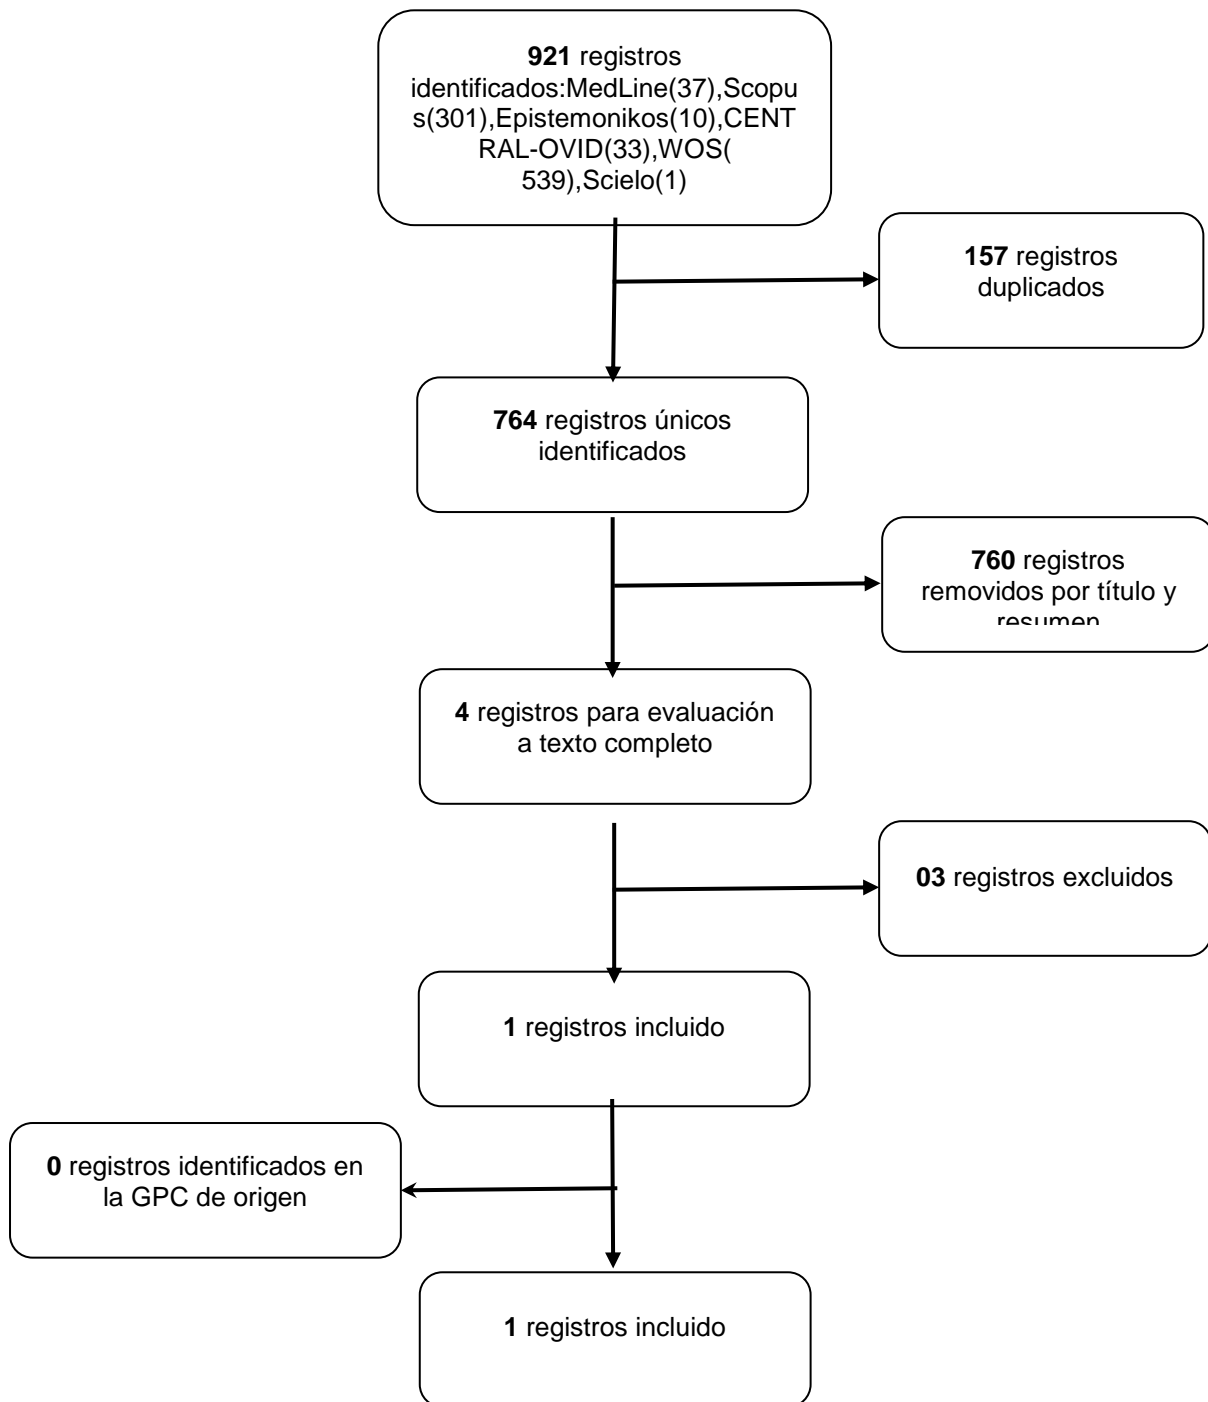 921 registros
identificados:MedLine(37),Scopu
s(301),Epistemonikos(10),CENT
RAL-OVID(33),WOS(
539),Scielo(1)
157 registros
duplicados
764 registros únicos
identificados
760 registros
removidos por título y
resumen
4 registros para evaluación
a texto completo
03 registros excluidos
1 registros incluido
0 registros identificados en
la GPC de origen
1 registros incluido